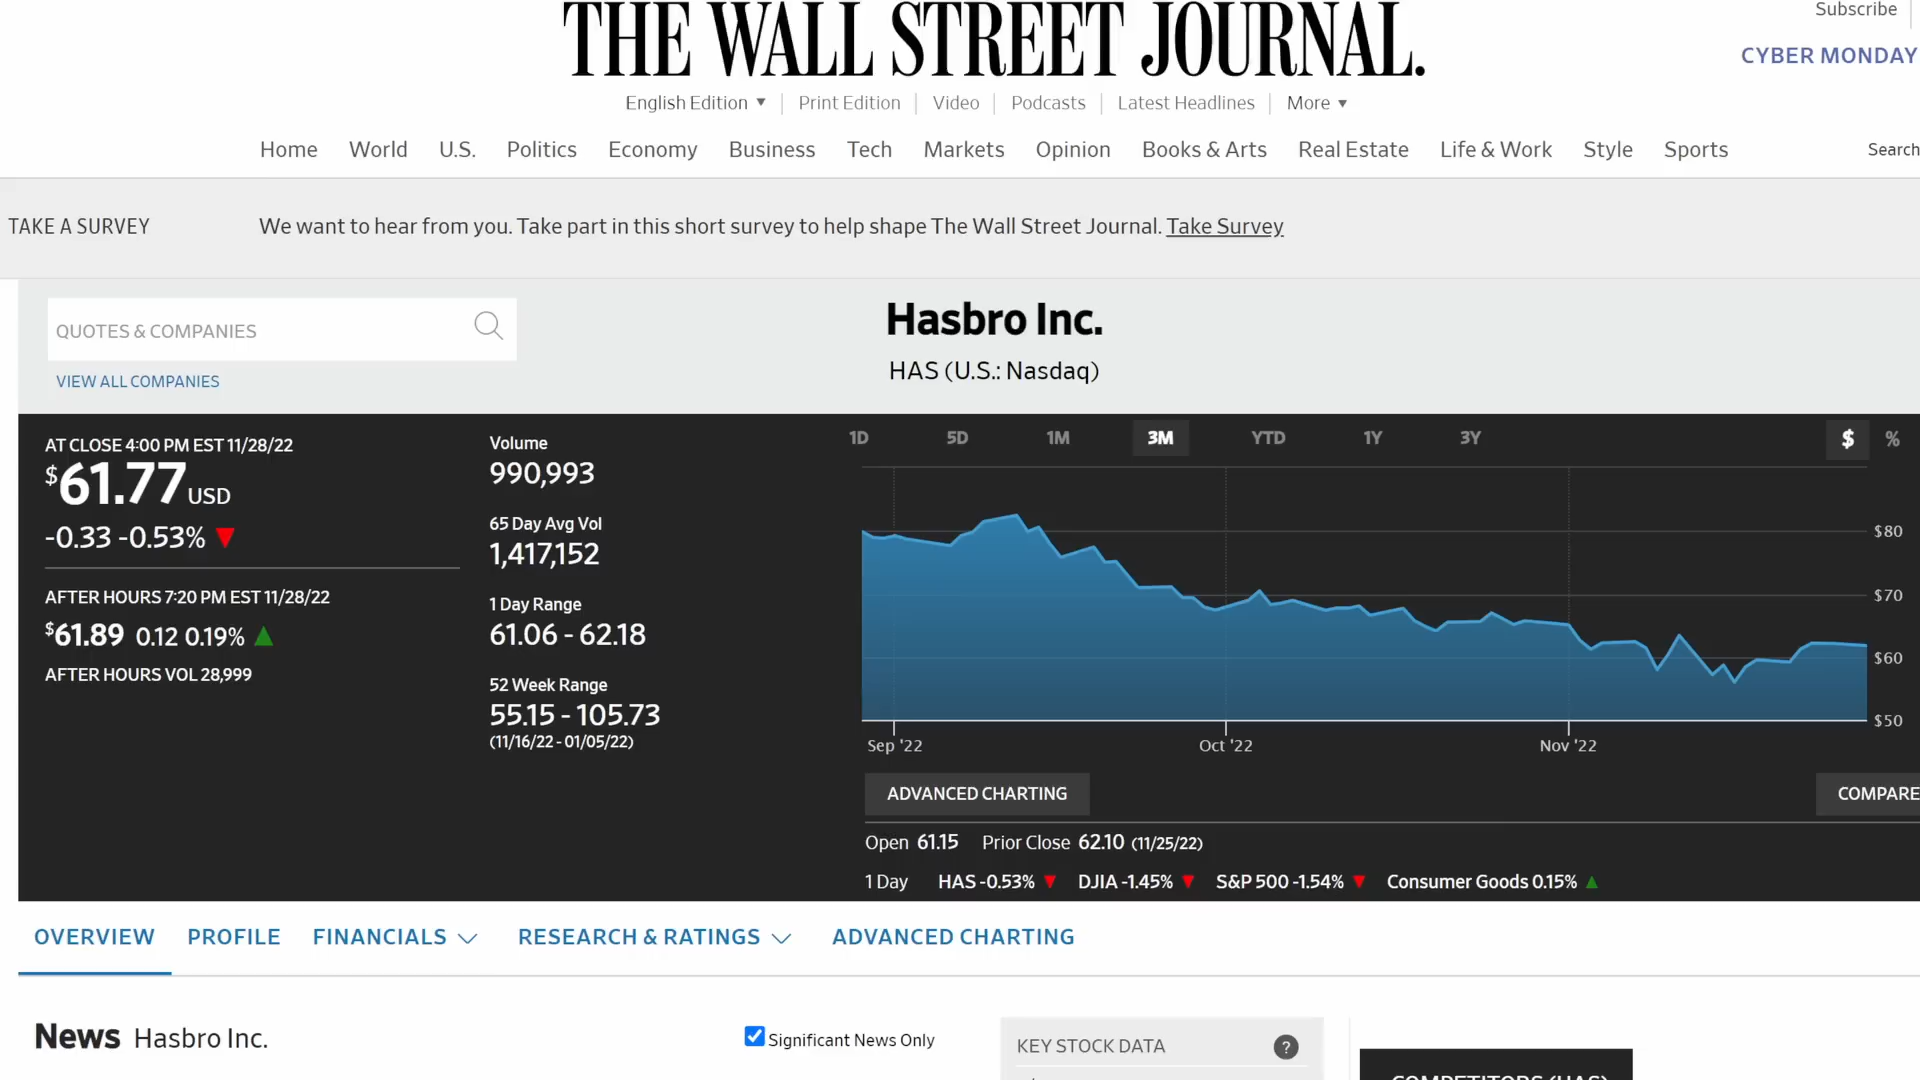 THE WALL STREET JOURNAL.
Subscribe
CYBER MONDAY
English Edition Print Edition Video Podcasts Latest Headlines More
Home World U.S. Politics Economy Business Tech Markets Opinion Books & Arts Real Estate Life & Work Style Sports Search
TAKE A SURVEY We want to hear from you. Take part in this short survey to help shape The Wall Street Journal. Take Survey
QUOTES & COMPANIES
VIEW ALL COMPANIES
Hasbro Inc.
HAS (U.S.: Nasdaq)
AT CLOSE 4:00 PM EST 11/28/22
$61.77 USD
-0.33 -0.53%
AFTER HOURS 7:20 PM EST 11/28/22
$61.89 0.12 0.19%
AFTER HOURS VOL 28,999
Volume
990,993
65 Day Avg Vol
1,417,152
1 Day Range
61.06 - 62.18
52 Week Range
55.15 - 105.73
(11/16/22 - 01/05/22)
1D 5D 1M 3M YTD 1Y 3Y $ %
$80
$70
$60
$50
Sep '22 Oct '22 Nov '22
ADVANCED CHARTING COMPARE
Open 61.15 Prior Close 62.10 (11/25/22)
1 Day HAS -0.53% DJIA -1.45% S&P 500 -1.54% Consumer Goods 0.15%
OVERVIEW PROFILE FINANCIALS RESEARCH & RATINGS ADVANCED CHARTING
News Hasbro Inc.
Significant News Only
KEY STOCK DATA ?
COMPETITORS (HAS)